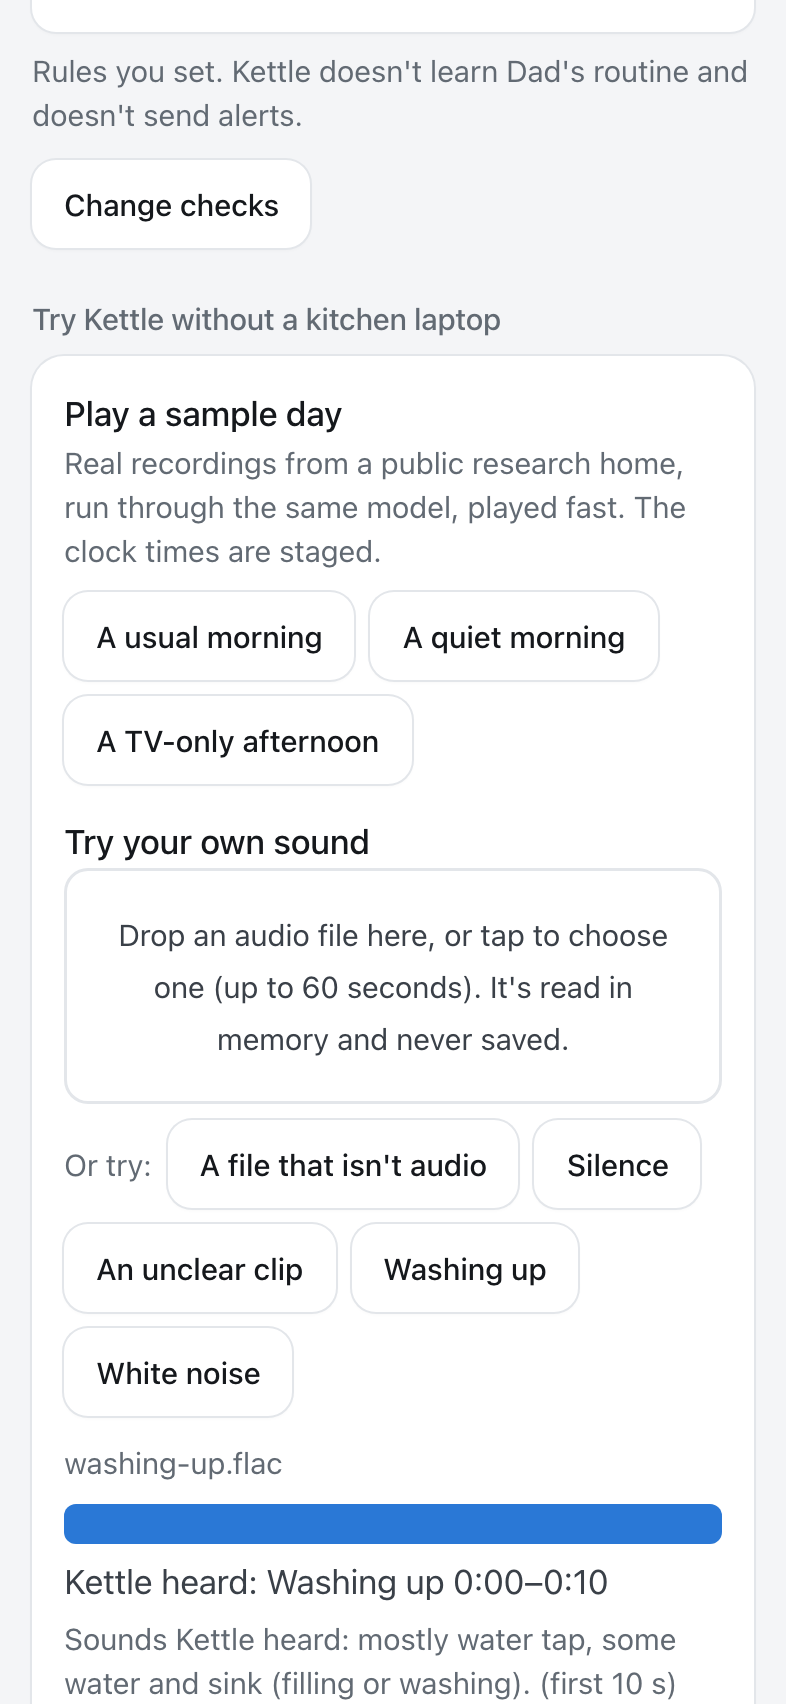 Rules you set. Kettle doesn't learn Dad's routine and
doesn't send alerts.
Change checks
Try Kettle without a kitchen laptop
Play a sample day
Real recordings from a public research home,
run through the same model, played fast. The
clock times are staged.
A usual morning
A quiet morning
A TV-only afternoon
Try your own sound
Drop an audio file here, or tap to choose
one (up to 60 seconds). It's read in
memory and never saved.
Or try:
A file that isn't audio
Silence
An unclear clip
Washing up
White noise
washing-up.flac
Kettle heard: Washing up 0:00–0:10
Sounds Kettle heard: mostly water tap, some
water and sink (filling or washing). (first 10 s)